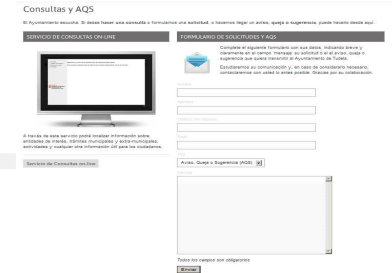 Consultas y AQS
El Ayuntamiento escucha. Si desea hacer una consulta o formularnos una solicitud, o hacernos llegar un aviso, queja o sugerencia, puede hacerlo desde aquí.
SERVICIO DE CONSULTAS ON-LINE
A través de este servicio podrá localizar información sobre
entidades de interés, trámites municipales y extra-municipales,
actividades y cualquier otra información útil para los ciudadanos.
Servicio de Consultas on-line
FORMULARIO DE SOLICITUDES Y AQS
Complete el siguiente formulario con sus datos, indicando breve y
claramente en el campo 'mensaje' su solicitud o el el aviso, queja o
sugerencia que quiera transmitir al Ayuntamiento de Tudela.
Estudiaremos su comunicación y, en caso de considerarlo necesario,
contactaremos con usted lo antes posible. Gracias por su colaboración.
Aviso, Queja o Sugerencia (AQS)
Todos los campos son obligatorios
Enviar